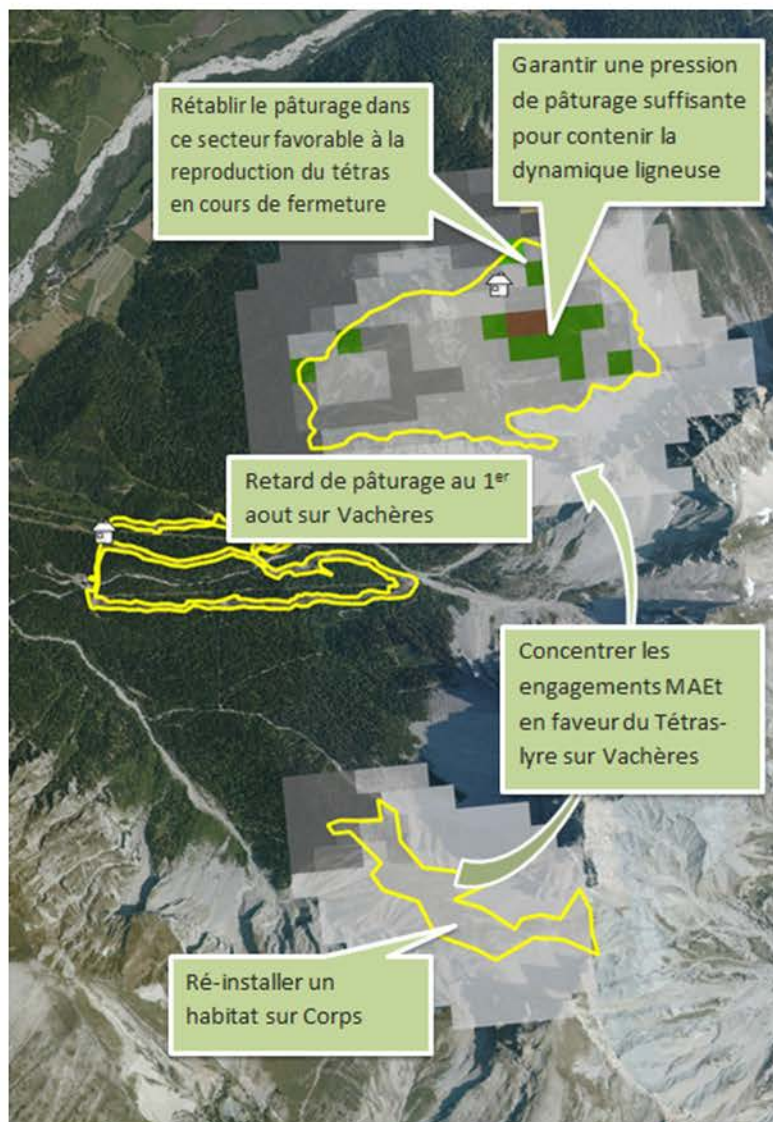 Rétablir le pâturage dans
ce secteur favorable à la
reproduction du tétras
en cours de fermeture
Garantir une pression
de pâturage suffisante
pour contenir la
dynamique ligneuse
Retard de pâturage au 1er
aout sur Vachères
Concentrer les
engagements MAEt
en faveur du Tétras-
lyre sur Vachères
Ré-installer un
habitat sur Corps